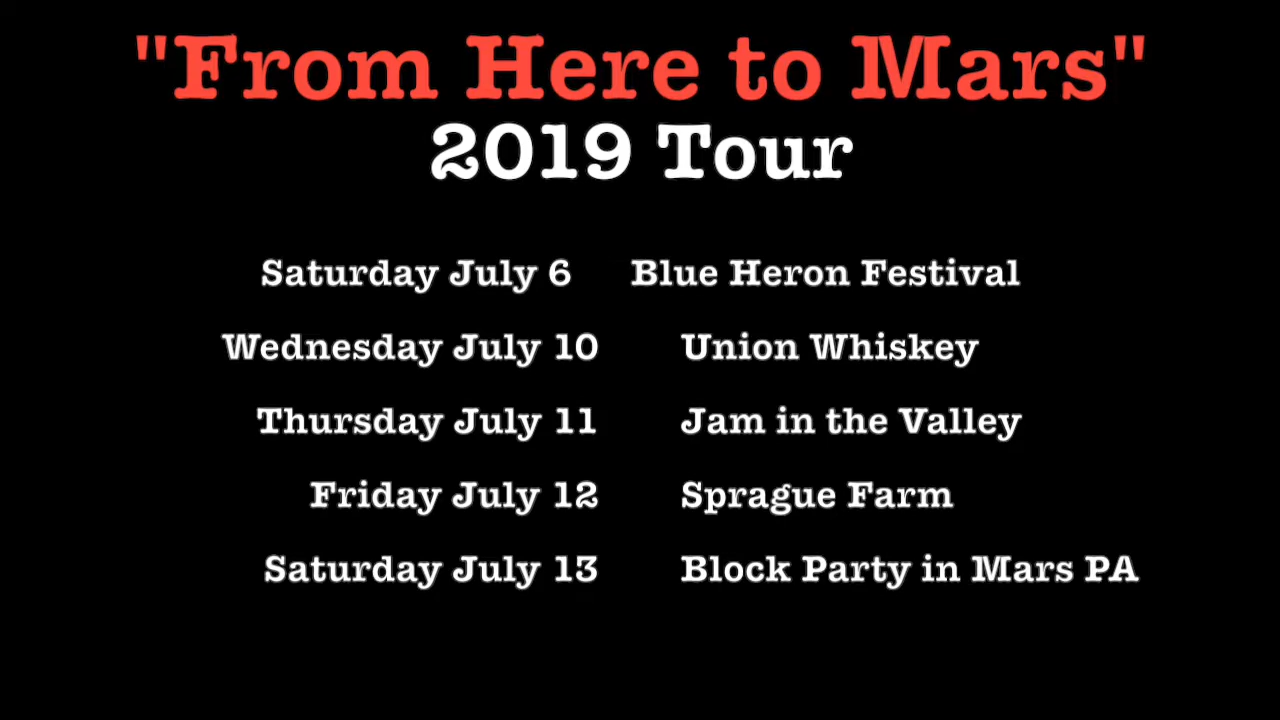 "From Here to Mars"
2019 Tour
Saturday July 6 Blue Heron Festival
Wednesday July 10 Union Whiskey
Thursday July 11 Jam in the Valley
Friday July 12 Sprague Farm
Saturday July 13 Block Party in Mars PA